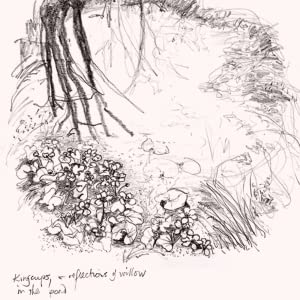 Kingcups, + reflections of willow
in the pond